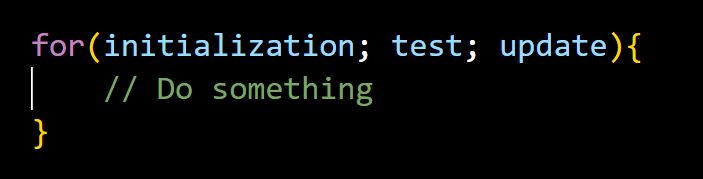 for(initialization; test; update){
    // Do something
}